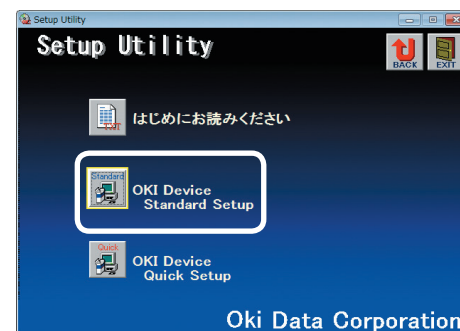 Setup Utility
Setup Utility
BACK
EXIT
TXT
はじめにお読みください
Standard
OKI Device
Standard Setup
Quick
OKI Device
Quick Setup
Oki Data Corporation